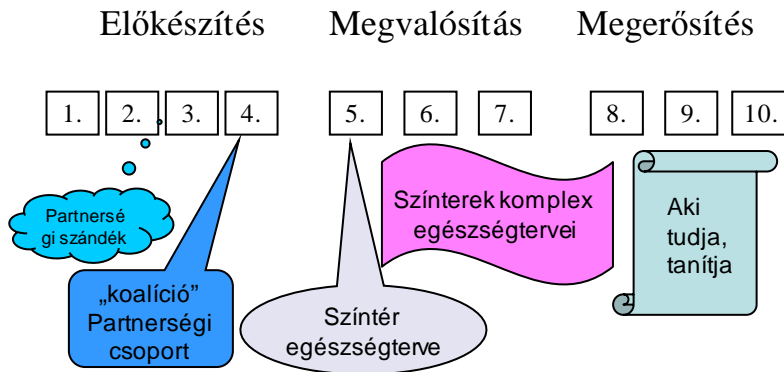 Előkészítés Megvalósítás Megerősítés
1. 2. 3. 4. 5. 6. 7. 8. 9. 10.
Partnersé
gi szándék
„koalíció”
Partnerségi
csoport
Színtér
egészségterve
Színterek komplex
egészségtervei
Aki
tudja,
tanítja